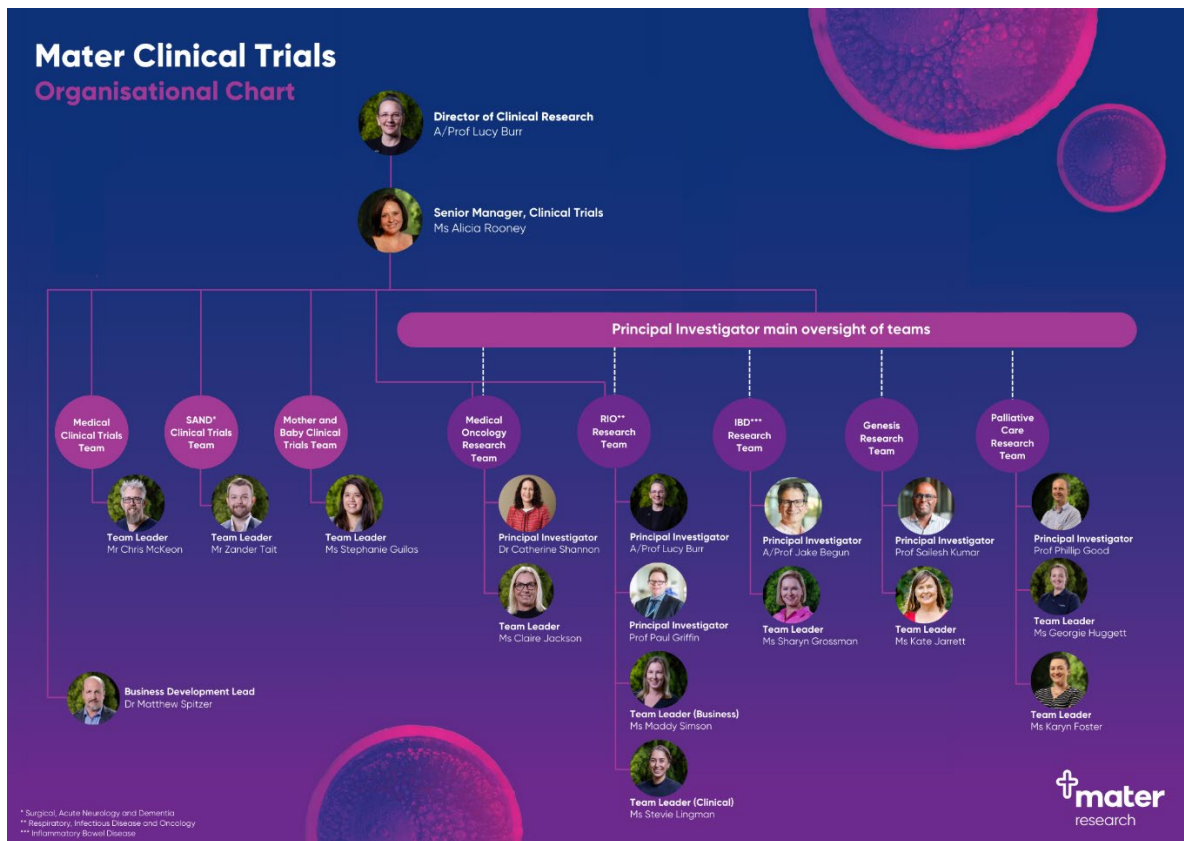 Mater Clinical Trials
Organisational Chart
Director of Clinical Research
A/Prof Lucy Burr
Senior Manager, Clinical Trials
Ms Alicia Rooney
Principal Investigator main oversight of teams
Medical
Clinical Trials
Team
SAND*
Clinical Trials
Team
Mother and
Baby Clinical
Trials Team
Medical
Oncology
Research
Team
RIO**
Research
Team
IBD***
Research
Team
Genesis
Research
Team
Palliative
Care
Research
Team
Team Leader
Mr Chris McKeon
Team Leader
Mr Zander Tait
Team Leader
Ms Stephanie Guilas
Principal Investigator
Dr Catherine Shannon
Team Leader
Ms Claire Jackson
Principal Investigator
A/Prof Lucy Burr
Principal Investigator
Prof Paul Griffin
Team Leader (Business)
Ms Maddy Simson
Team Leader (Clinical)
Ms Stevie Lingman
Principal Investigator
A/Prof Jake Begun
Team Leader
Ms Sharyn Grossman
Principal Investigator
Prof Sailesh Kumar
Team Leader
Ms Kate Jarrett
Principal Investigator
Prof Phillip Good
Team Leader
Ms Georgie Huggett
Team Leader
Ms Karyn Foster
Business Development Lead
Dr Matthew Spitzer
* Surgical, Acute Neurology and Dementia
** Respiratory, Infectious Disease and Oncology
*** Inflammatory Bowel Disease
mater
research